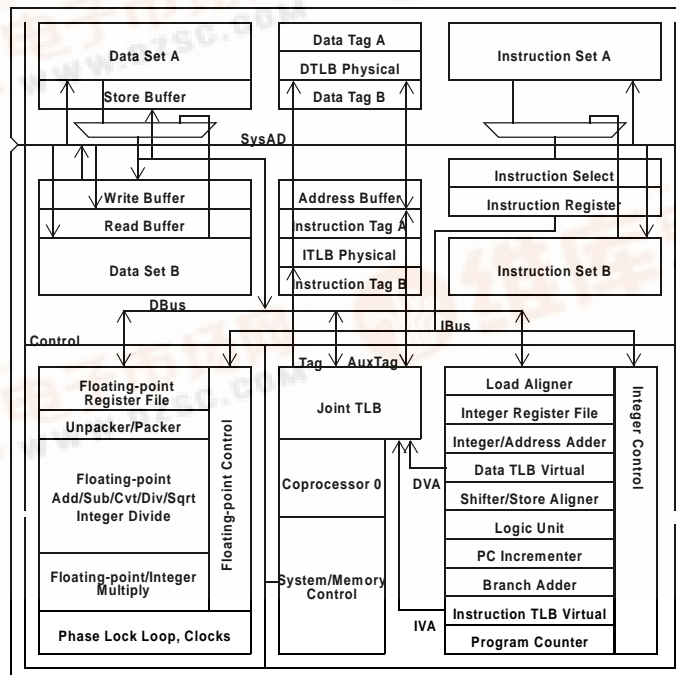 Data Set A
Store Buffer
Data Tag A
DTLB Physical
Data Tag B
Instruction Set A
SysAD
Write Buffer
Read Buffer
Data Set B
Address Buffer
Instruction Tag A
ITLB Physical
Instruction Tag B
Instruction Select
Instruction Register
Instruction Set B
DBus
IBus
Control
Tag
AuxTag
Floating-point
Register File
Unpacker/Packer
Floating-point
Add/Sub/Cvt/Div/Sqrt
Integer Divide
Floating-point/Integer
Multiply
Floating-point Control
Phase Lock Loop, Clocks
Joint TLB
Coprocessor 0
System/Memory
Control
DVA
IVA
Load Aligner
Integer Register File
Integer/Address Adder
Data TLB Virtual
Shifter/Store Aligner
Logic Unit
PC Incrementer
Branch Adder
Instruction TLB Virtual
Program Counter
Integer Control